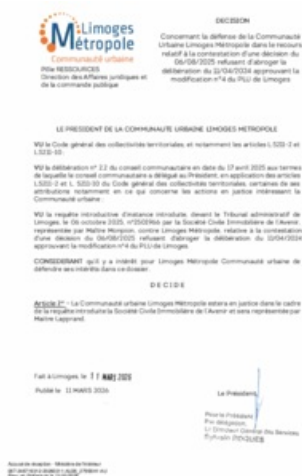 Limoges
Métropole
Communauté urbaine
Pôle RESSOURCES
Direction des Affaires juridiques et
de la commande publique
DECISION
Concernant la défense de la Communauté
Urbaine Limoges Métropole dans le recours
relatif à la contestation d'une décision du
06/08/2025 refusant d'abroger la
délibération du 11/04/2024 approuvant la
modification n°4 du PLU de Limoges
LE PRESIDENT DE LA COMMUNAUTE URBAINE LIMOGES METROPOLE
VU le Code général des collectivités territoriales, et notamment les articles L.5211-2 et
L.5211-10 ;
VU la délibération n° 2.2 du conseil communautaire en date du 17 avril 2025 aux termes
de laquelle le conseil communautaire a délégué au Président, en application des articles
L.5211-2 et L. 5211-10 du Code général des collectivités territoriales, certaines de ses
attributions notamment en ce qui concerne les actions en justice intéressant la
Communauté urbaine ;
VU la requête introductive d'instance introduite, devant le Tribunal administratif de
Limoges, le 06 octobre 2025, par la Société Civile Immobilière de l'Avenir,
représentée par Maître Monpion, contre Limoges Métropole, relative à la contestation
d'une décision du 06/08/2025 refusant d'abroger la délibération du 11/04/2024
approuvant la modification n°4 du PLU de Limoges
CONSIDERANT qu'il y a intérêt pour Limoges Métropole Communauté urbaine de
défendre ses intérêts dans ce dossier.
DECIDE
Article 1er - La Communauté urbaine Limoges Métropole estera en justice dans le cadre
de la requête introduite la Société Civile Immobilière de l'Avenir et sera représentée par
Maître Lapprand.
Fait à Limoges, le 11 MARS 2026
Publié le 11 MARS 2026
Le Président,
Pour le Président
Par délégation,
Le Directeur Général des Services
Sylvain
Accusé de réception - Ministère de l'Intérieur